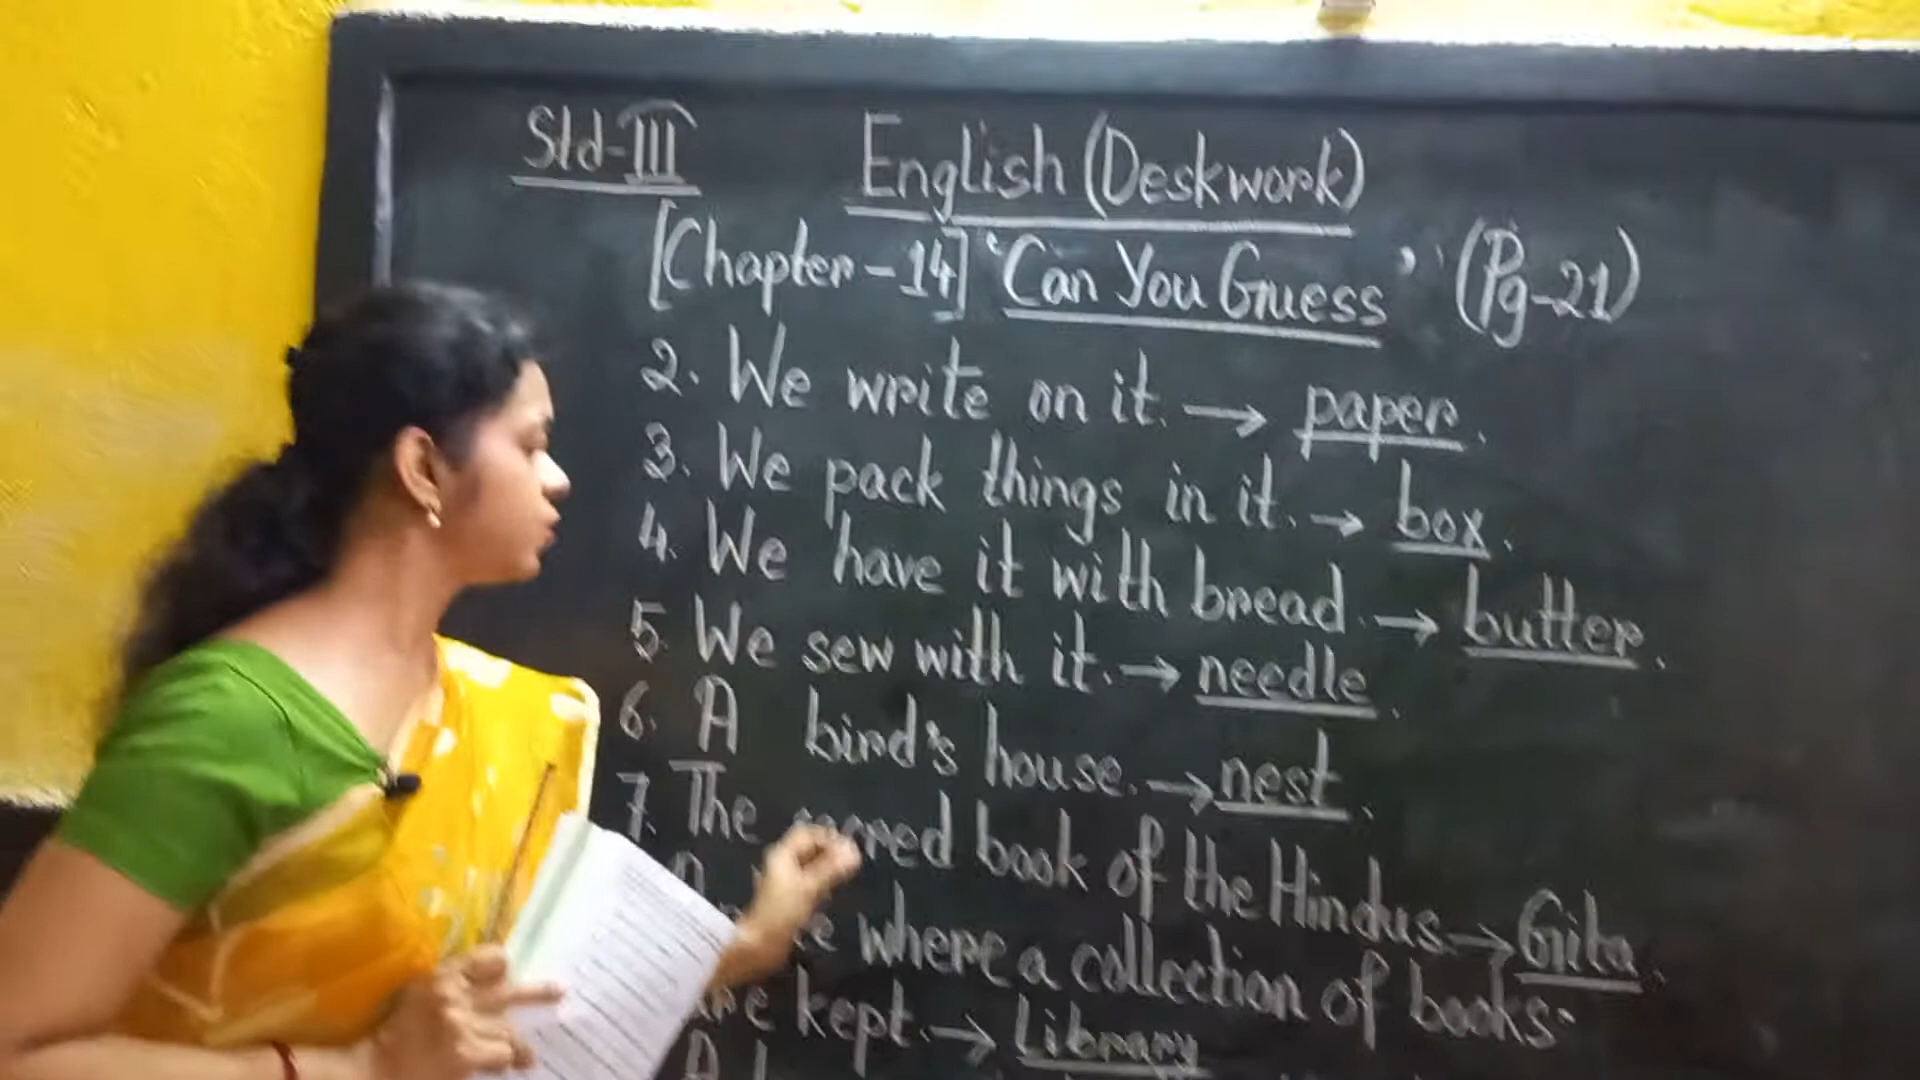 Std-III English (Deskwork)
[Chapter-14] 'Can You Guess' (Pg-21)
2. We write on it. → paper.
3. We pack things in it. → box.
4. We have it with bread. → butter.
5. We sew with it. → needle.
6. A bird's house. → nest.
7. The sacred book of the Hindus → Gita.
where a collection of books
are kept. → Library
A